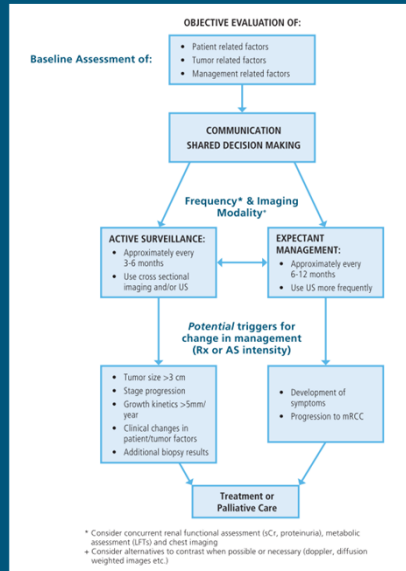 OBJECTIVE EVALUATION OF:
Baseline Assessment of:
• Patient related factors
• Tumor related factors
• Management related factors
COMMUNICATION
SHARED DECISION MAKING
Frequency* & Imaging
Modality+
ACTIVE SURVEILLANCE:
• Approximately every
3-6 months
• Use cross sectional
imaging and/or US
EXPECTANT
MANAGEMENT:
• Approximately every
6-12 months
• Use US more frequently
Potential triggers for
change in management
(Rx or AS intensity)
• Tumor size >3 cm
• Stage progression
• Growth kinetics >5mm/
year
• Clinical changes in
patient/tumor factors
• Additional biopsy results
• Development of
symptoms
• Progression to mRCC
Treatment or
Palliative Care
* Consider concurrent renal functional assessment (sCr, proteinuria), metabolic
assessment (LFTs) and chest imaging
+ Consider alternatives to contrast when possible or necessary (doppler, diffusion
weighted images etc.)